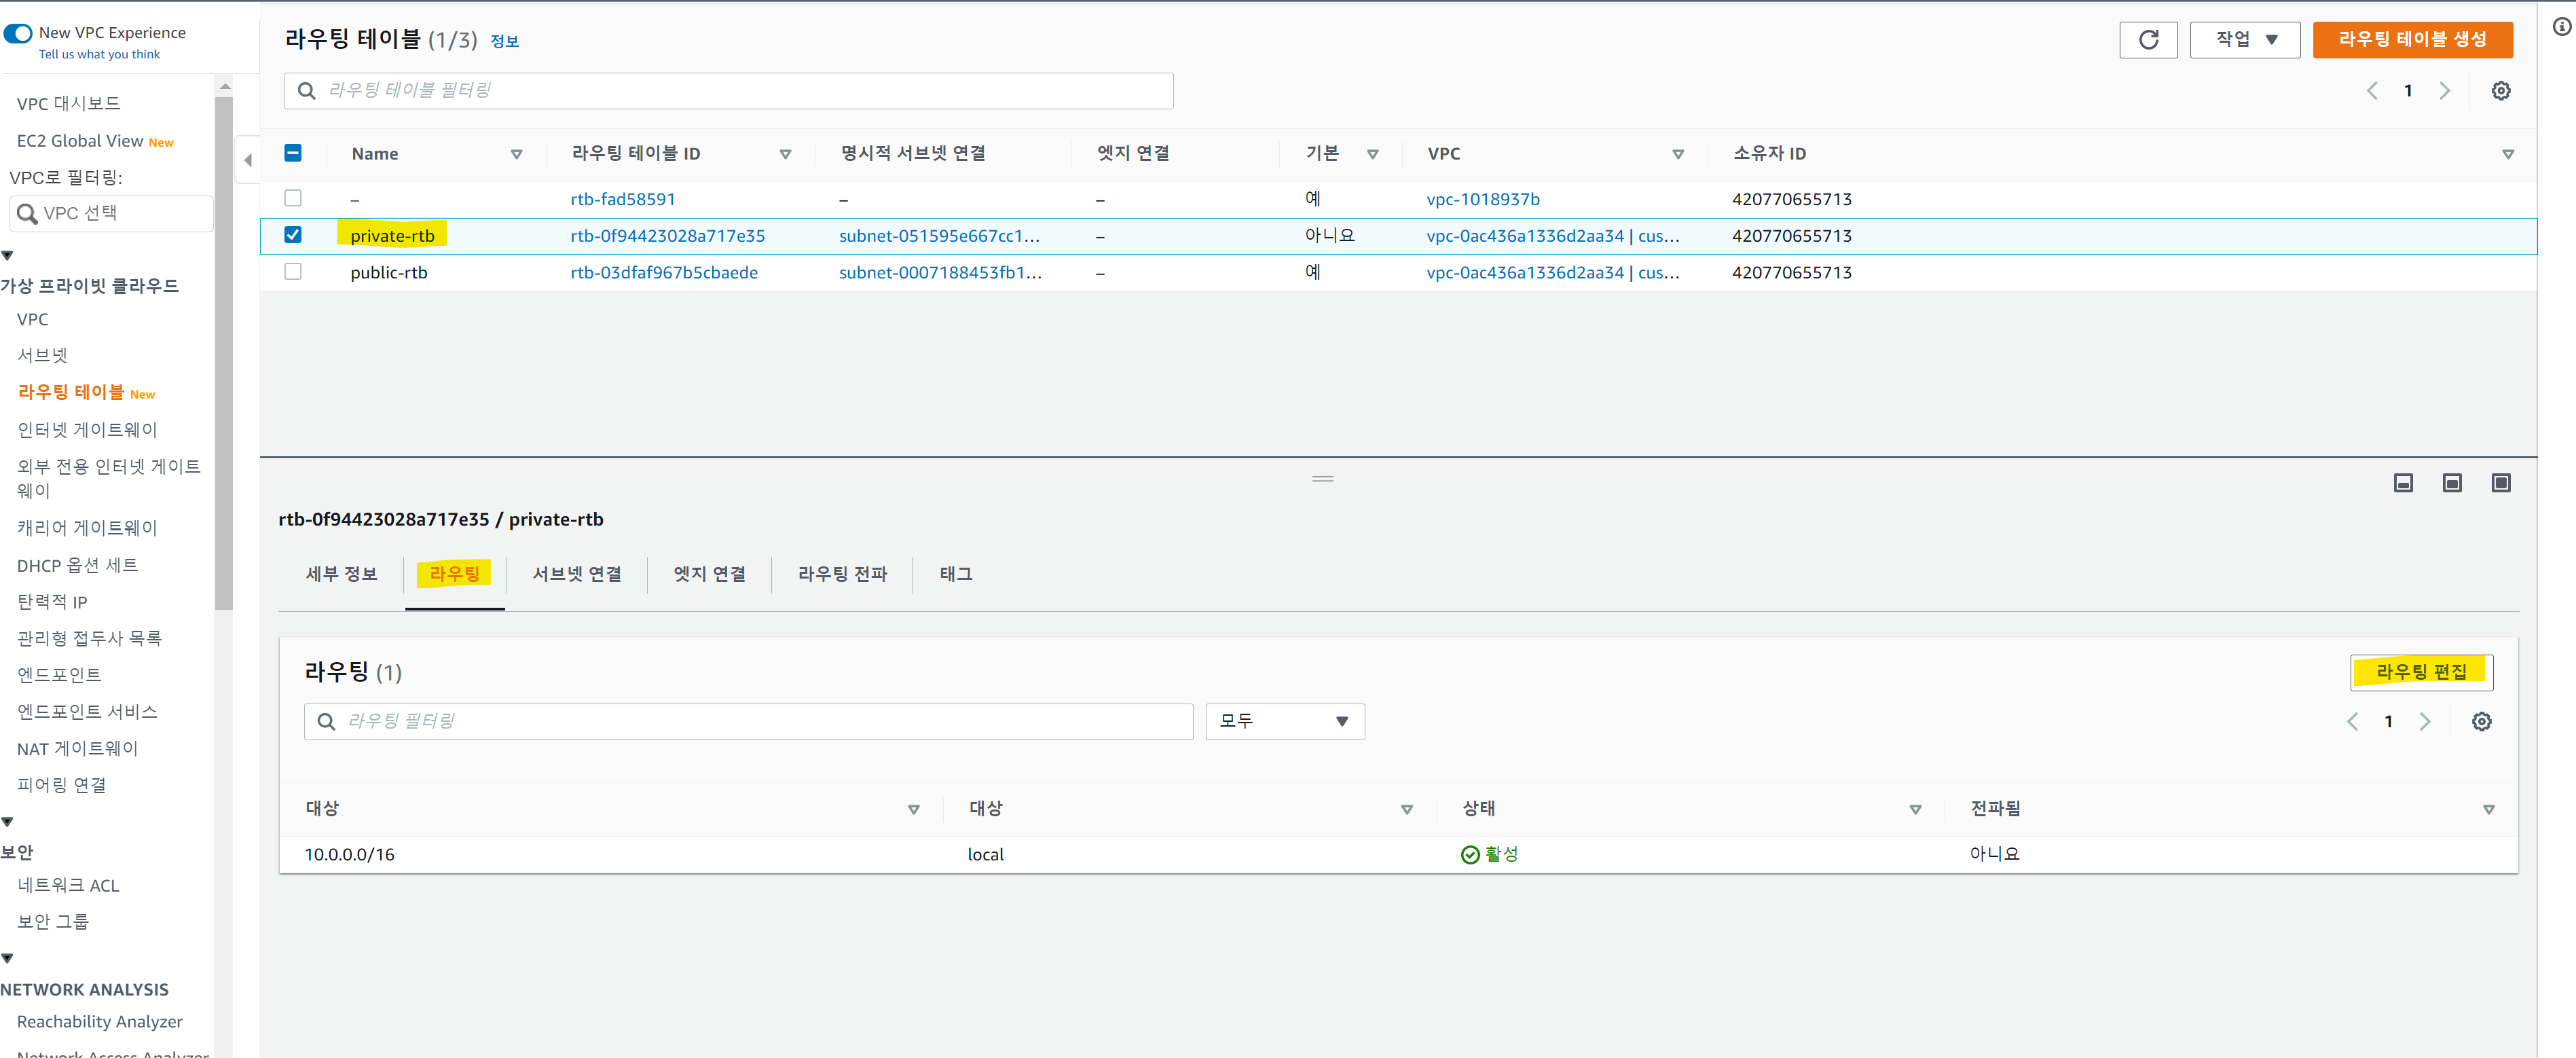 New VPC Experience
Tell us what you think
VPC 대시보드
EC2 Global View New
VPC로 필터링:
VPC 선택
가상 프라이빗 클라우드
VPC
서브넷
라우팅 테이블 New
인터넷 게이트웨이
외부 전용 인터넷 게이트
웨이
캐리어 게이트웨이
DHCP 옵션 세트
탄력적 IP
관리형 접두사 목록
엔드포인트
엔드포인트 서비스
NAT 게이트웨이
피어링 연결
보안
네트워크 ACL
보안 그룹
NETWORK ANALYSIS
Reachability Analyzer
Network Access Analyzer
라우팅 테이블 (1/3) 정보
작업
라우팅 테이블 생성
라우팅 테이블 필터링
1
Name 라우팅 테이블 ID 명시적 서브넷 연결 엣지 연결 기본 VPC 소유자 ID
– rtb-fad58591 – – 예 vpc-1018937b 420770655713
private-rtb rtb-0f94423028a717e35 subnet-051595e667cc1... – 아니요 vpc-0ac436a1336d2aa34 | cus... 420770655713
public-rtb rtb-03dfaf967b5cbaede subnet-0007188453fb1... – 예 vpc-0ac436a1336d2aa34 | cus... 420770655713
rtb-0f94423028a717e35 / private-rtb
세부 정보 라우팅 서브넷 연결 엣지 연결 라우팅 전파 태그
라우팅 (1)
라우팅 편집
라우팅 필터링
모두
1
대상 대상 상태 전파됨
10.0.0.0/16 local 활성 아니요